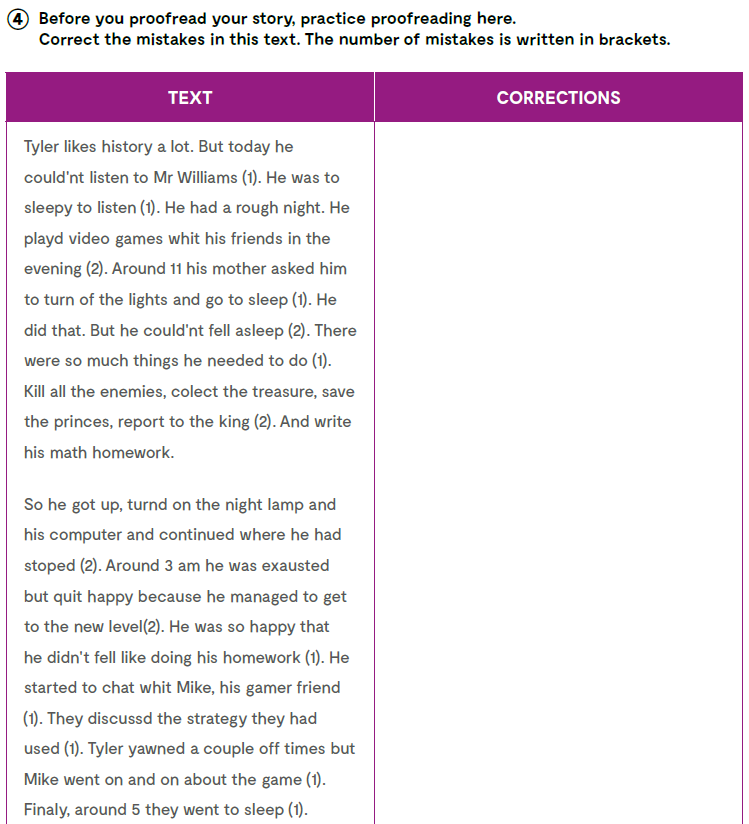 4 Before you proofread your story, practice proofreading here.
Correct the mistakes in this text. The number of mistakes is written in brackets.
TEXT
CORRECTIONS
Tyler likes history a lot. But today he
could'nt listen to Mr Williams (1). He was to
sleepy to listen (1). He had a rough night. He
playd video games whit his friends in the
evening (2). Around 11 his mother asked him
to turn of the lights and go to sleep (1). He
did that. But he could'nt fell asleep (2). There
were so much things he needed to do (1).
Kill all the enemies, colect the treasure, save
the princes, report to the king (2). And write
his math homework.
So he got up, turnd on the night lamp and
his computer and continued where he had
stoped (2). Around 3 am he was exausted
but quit happy because he managed to get
to the new level(2). He was so happy that
he didn't fell like doing his homework (1). He
started to chat whit Mike, his gamer friend
(1). They discussd the strategy they had
used (1). Tyler yawned a couple off times but
Mike went on and on about the game (1).
Finaly, around 5 they went to sleep (1).